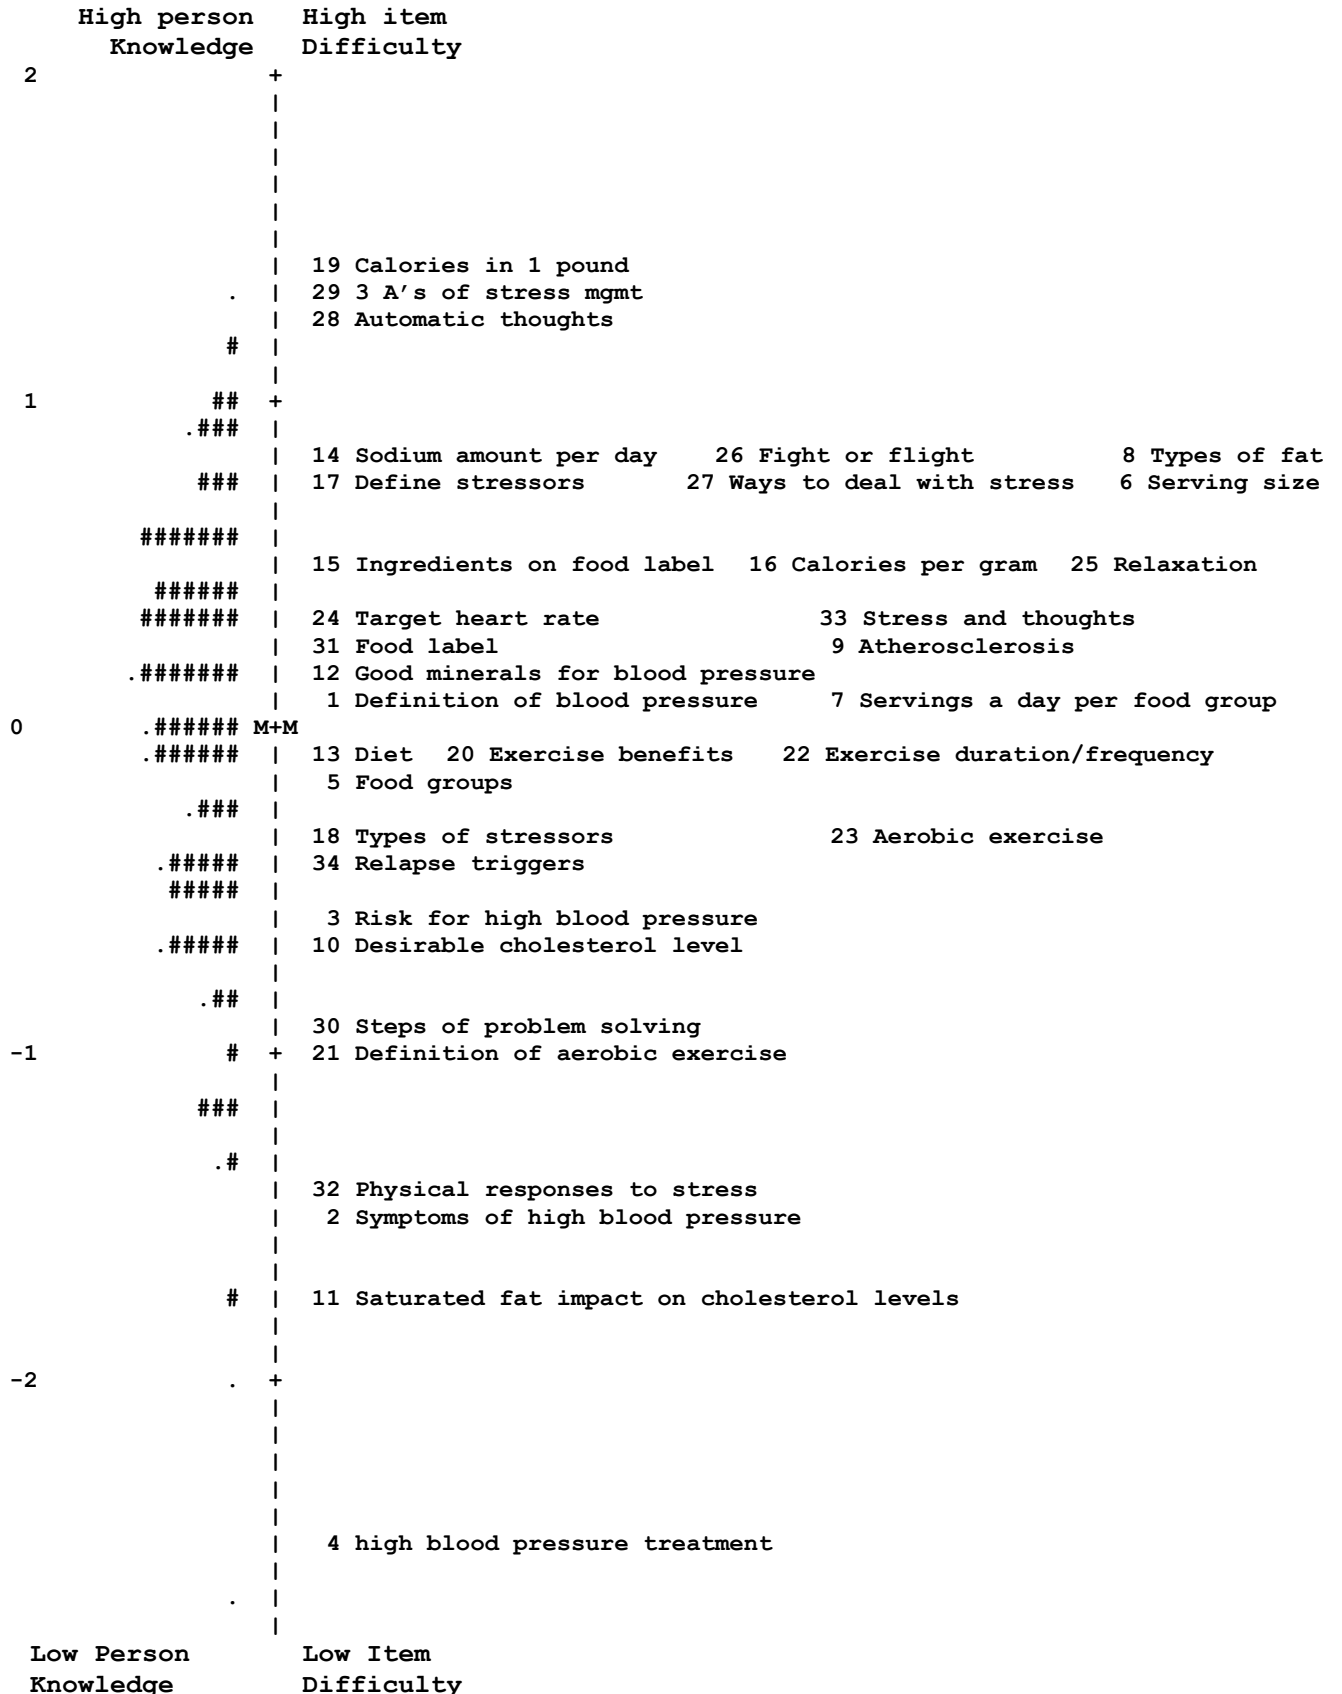 High person   High item
Knowledge   Difficulty
2 +
|
|
|
|
|
|
| 19 Calories in 1 pound
. | 29 3 A's of stress mgmt
| 28 Automatic thoughts
# |
|
1 ## +
.### |
| 14 Sodium amount per day 26 Fight or flight 8 Types of fat
### | 17 Define stressors 27 Ways to deal with stress 6 Serving size
|
####### |
| 15 Ingredients on food label 16 Calories per gram 25 Relaxation
###### |
####### | 24 Target heart rate 33 Stress and thoughts
| 31 Food label 9 Atherosclerosis
.####### | 12 Good minerals for blood pressure
| 1 Definition of blood pressure 7 Servings a day per food group
0 .###### M+M
.###### | 13 Diet 20 Exercise benefits 22 Exercise duration/frequency
| 5 Food groups
.### |
| 18 Types of stressors 23 Aerobic exercise
.##### | 34 Relapse triggers
##### |
| 3 Risk for high blood pressure
.##### | 10 Desirable cholesterol level
|
.## |
| 30 Steps of problem solving
-1 # + 21 Definition of aerobic exercise
|
### |
|
.# |
| 32 Physical responses to stress
| 2 Symptoms of high blood pressure
|
|
# | 11 Saturated fat impact on cholesterol levels
|
|
-2 . +
|
|
|
|
|
| 4 high blood pressure treatment
|
. |
|
Low Person   Low Item
Knowledge   Difficulty